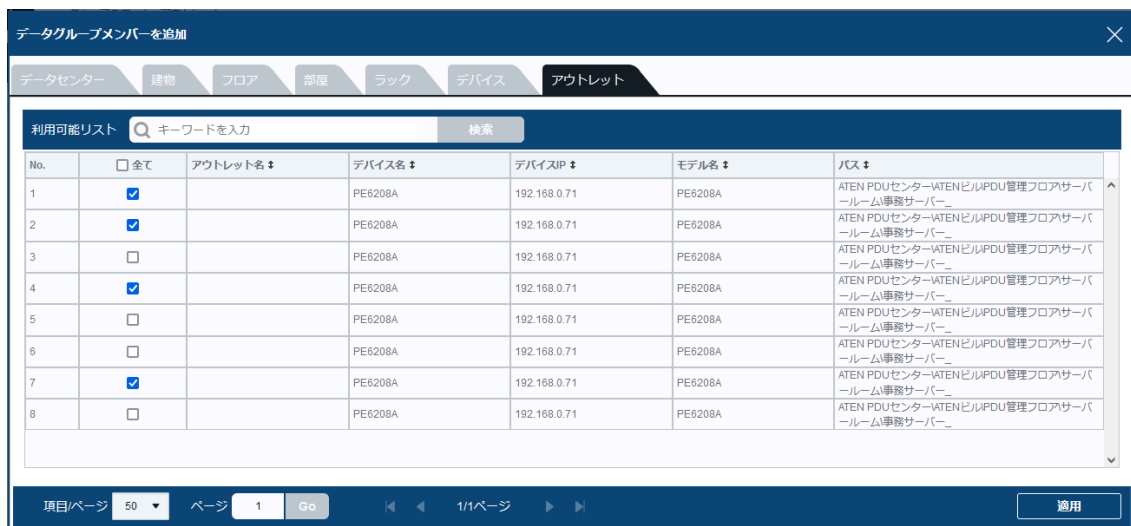 データグループメンバーを追加
データセンター 建物 フロア 部屋 ラック デバイス アウトレット
利用可能リスト キーワードを入力 検索
No. 全て アウトレット名 デバイス名 デバイスIP モデル名 パス
1 PE6208A 192.168.0.71 PE6208A ATEN PDUセンター\ATENビル\PDU管理フロア\サーバ
ールーム\事務サーバー_
2 PE6208A 192.168.0.71 PE6208A ATEN PDUセンター\ATENビル\PDU管理フロア\サーバ
ールーム\事務サーバー_
3 PE6208A 192.168.0.71 PE6208A ATEN PDUセンター\ATENビル\PDU管理フロア\サーバ
ールーム\事務サーバー_
4 PE6208A 192.168.0.71 PE6208A ATEN PDUセンター\ATENビル\PDU管理フロア\サーバ
ールーム\事務サーバー_
5 PE6208A 192.168.0.71 PE6208A ATEN PDUセンター\ATENビル\PDU管理フロア\サーバ
ールーム\事務サーバー_
6 PE6208A 192.168.0.71 PE6208A ATEN PDUセンター\ATENビル\PDU管理フロア\サーバ
ールーム\事務サーバー_
7 PE6208A 192.168.0.71 PE6208A ATEN PDUセンター\ATENビル\PDU管理フロア\サーバ
ールーム\事務サーバー_
8 PE6208A 192.168.0.71 PE6208A ATEN PDUセンター\ATENビル\PDU管理フロア\サーバ
ールーム\事務サーバー_
項目/ページ 50 ページ 1 Go 1/1ページ 適用